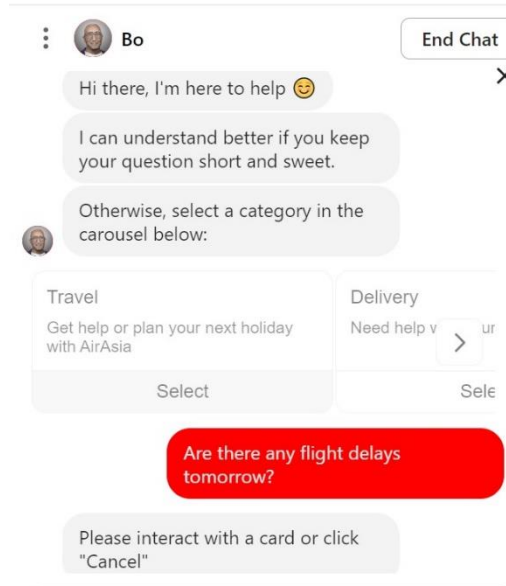 Bo
End Chat
Hi there, I'm here to help
I can understand better if you keep
your question short and sweet.
Otherwise, select a category in the
carousel below:
Travel
Get help or plan your next holiday
with AirAsia
Select
Delivery
Need help
Are there any flight delays
tomorrow?
Please interact with a card or click
"Cancel"